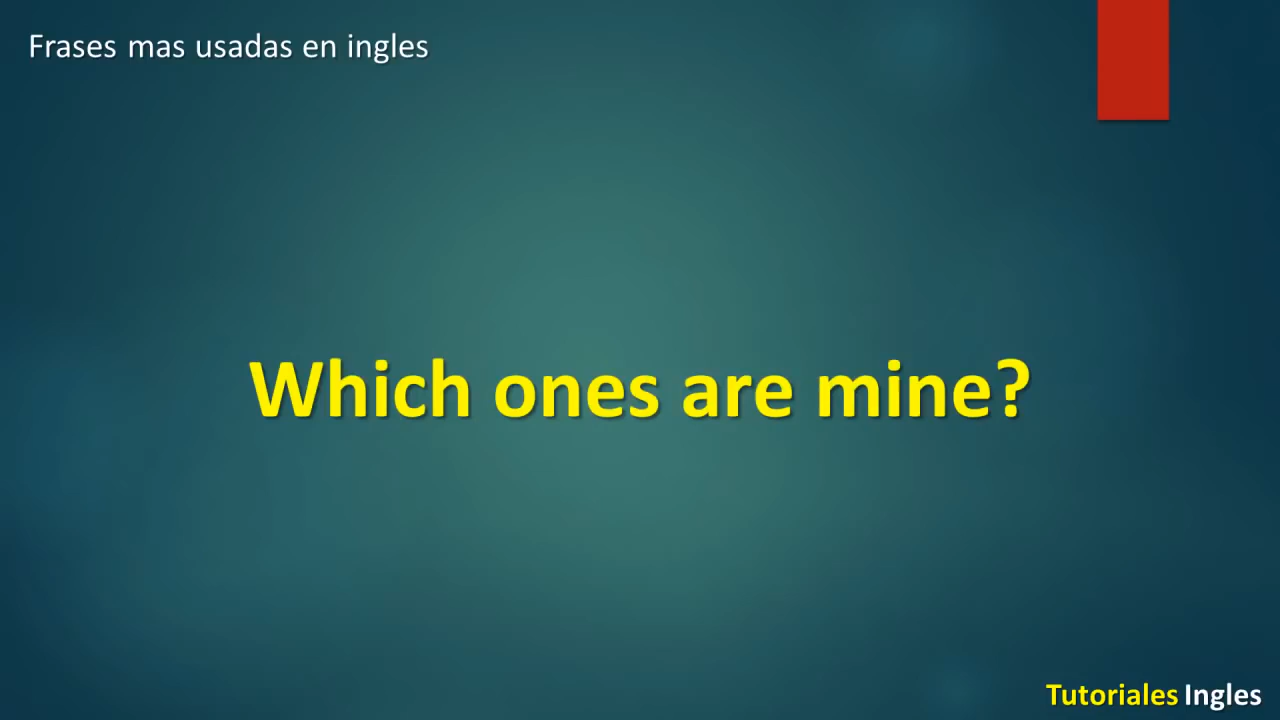 Frases mas usadas en ingles
Which ones are mine?
Tutoriales Ingles